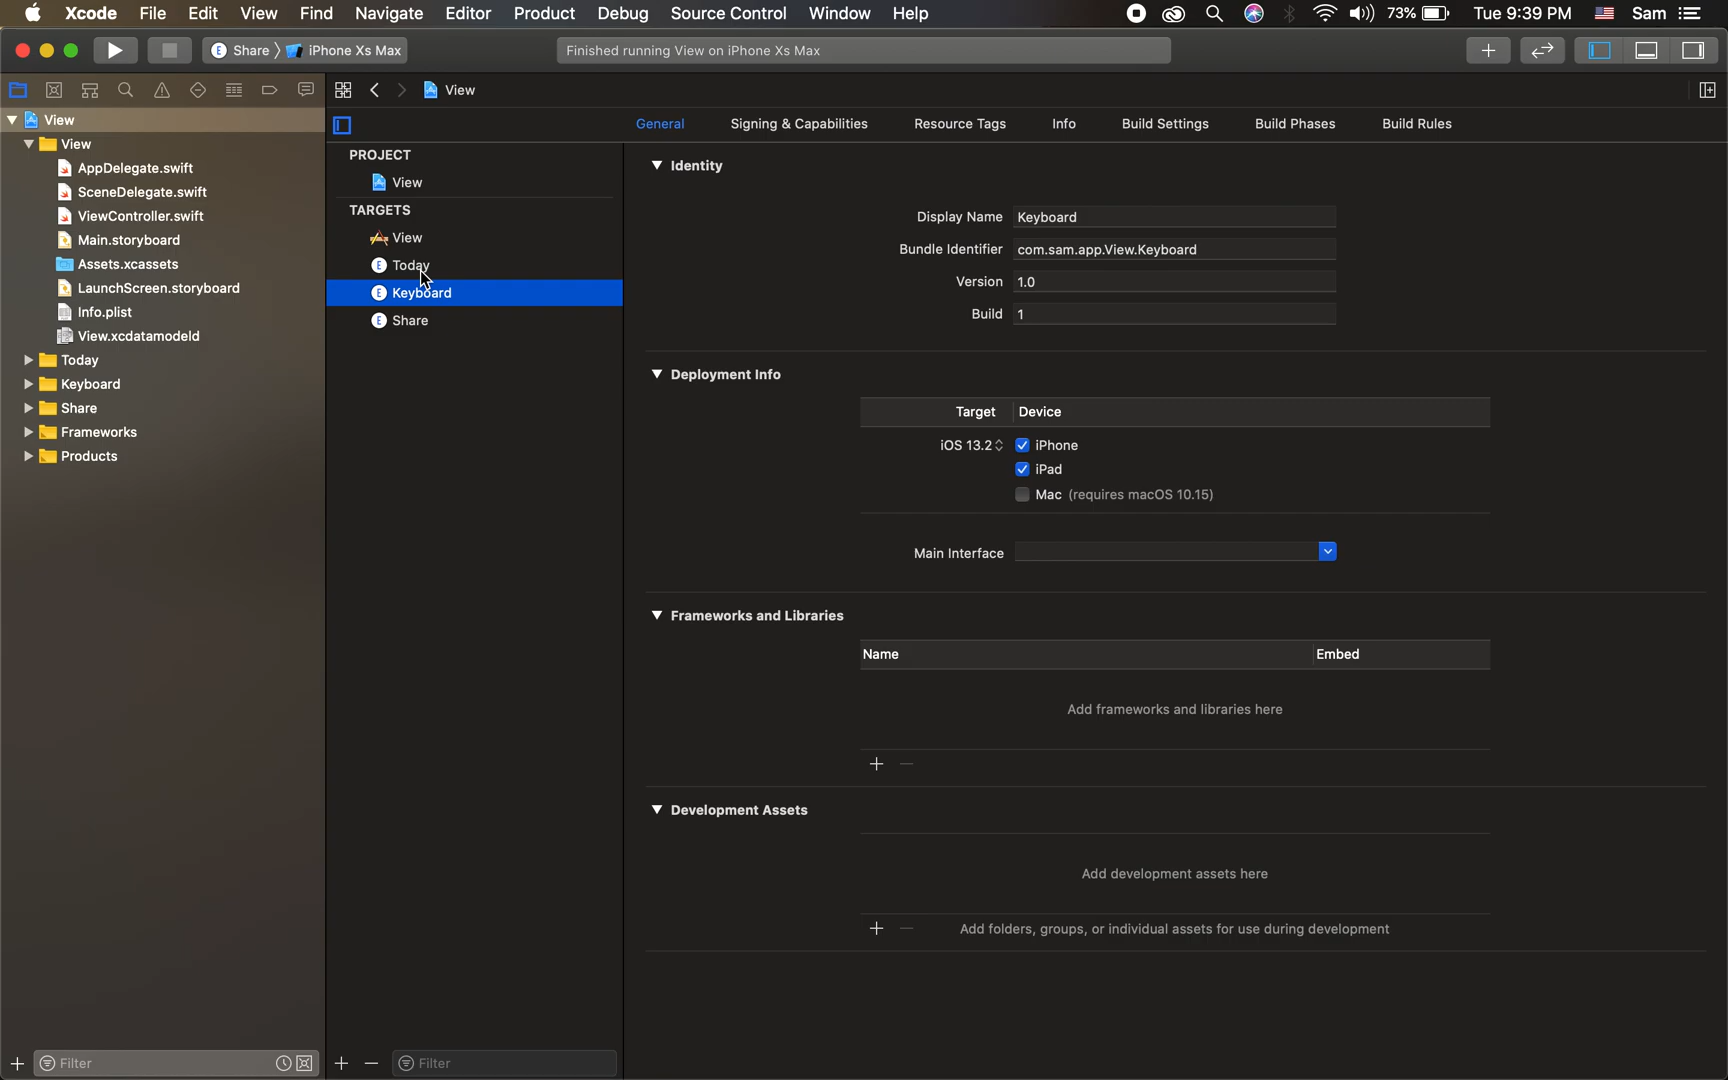 Xcode File Edit View Find Navigate Editor Product Debug Source Control Window Help 73% Tue 9:39 PM Sam
Share iPhone Xs Max Finished running View on iPhone Xs Max
View
View General Signing & Capabilities Resource Tags Info Build Settings Build Phases Build Rules
View
AppDelegate.swift
SceneDelegate.swift
ViewController.swift
Main.storyboard
Assets.xcassets
LaunchScreen.storyboard
Info.plist
View.xcdatamodeld
Today
Keyboard
Share
Frameworks
Products
Filter
PROJECT
View
TARGETS
View
E Today
E Keyboard
E Share
Filter
Identity
Display Name Keyboard
Bundle Identifier com.sam.app.View.Keyboard
Version 1.0
Build 1
Deployment Info
Target Device
iOS 13.2 iPhone
iPad
Mac (requires macOS 10.15)
Main Interface
Frameworks and Libraries
Name Embed
Add frameworks and libraries here
Development Assets
Add development assets here
Add folders, groups, or individual assets for use during development